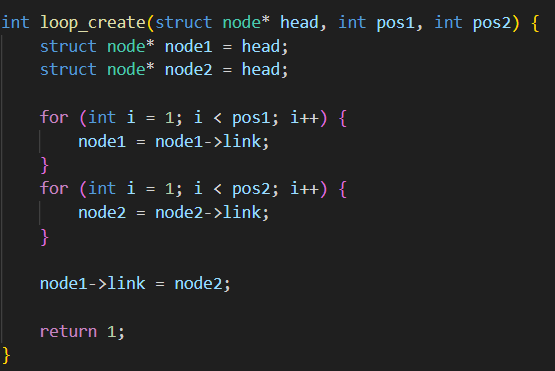 int loop_create(struct node* head, int pos1, int pos2) {
    struct node* node1 = head;
    struct node* node2 = head;

    for (int i = 1; i < pos1; i++) {
        node1 = node1->link;
    }
    for (int i = 1; i < pos2; i++) {
        node2 = node2->link;
    }

    node1->link = node2;

    return 1;
}